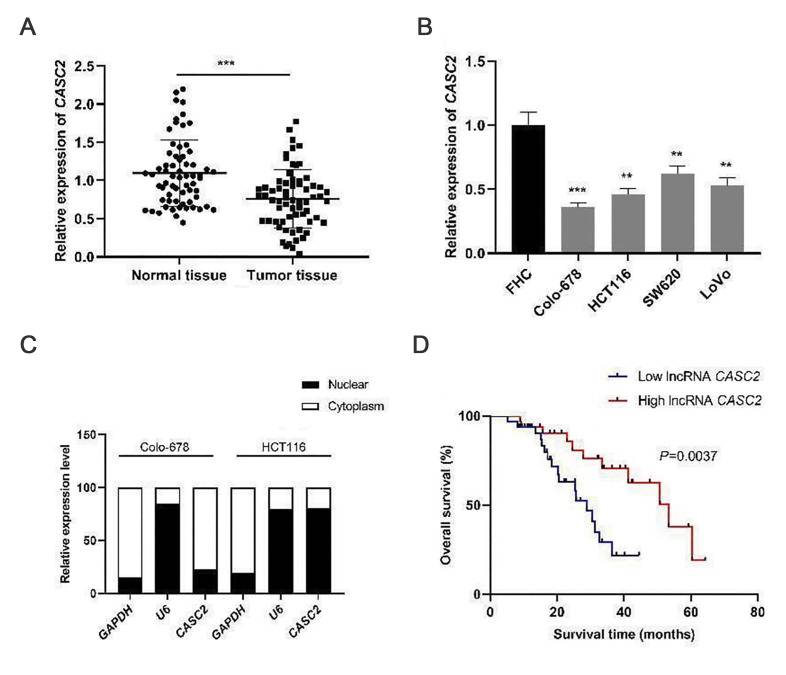 A
Relative expression of CASC2
2.5
2.0
1.5
1.0
0.5
0.0
***
Normal tissue
Tumor tissue
B
Relative expression of CASC2
1.5
1.0
0.5
0.0
***
**
**
**
FHC
Colo-678
HCT116
SW620
LoVo
C
Nuclear
Cytoplasm
Relative expression level
150
100
50
0
Colo-678
HCT116
GAPDH
U6
CASC2
GAPDH
U6
CASC2
D
Low lncRNA CASC2
High lncRNA CASC2
Overall survival (%)
100
50
0
P=0.0037
0
20
40
60
80
Survival time (months)